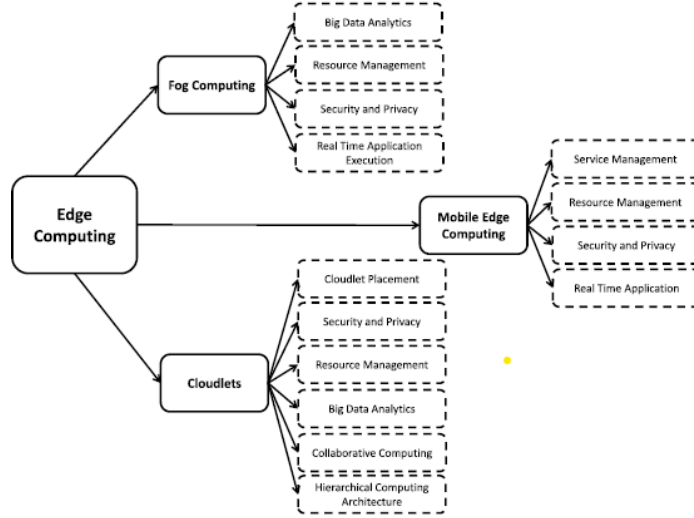 Big Data Analytics
Resource Management
Fog Computing
Security and Privacy
Real Time Application
Execution
Edge
Computing
Mobile Edge
Computing
Service Management
Resource Management
Security and Privacy
Real Time Application
Cloudlet Placement
Security and Privacy
Resource Management
Cloudlets
Big Data Analytics
Collaborative Computing
Hierarchical Computing
Architecture